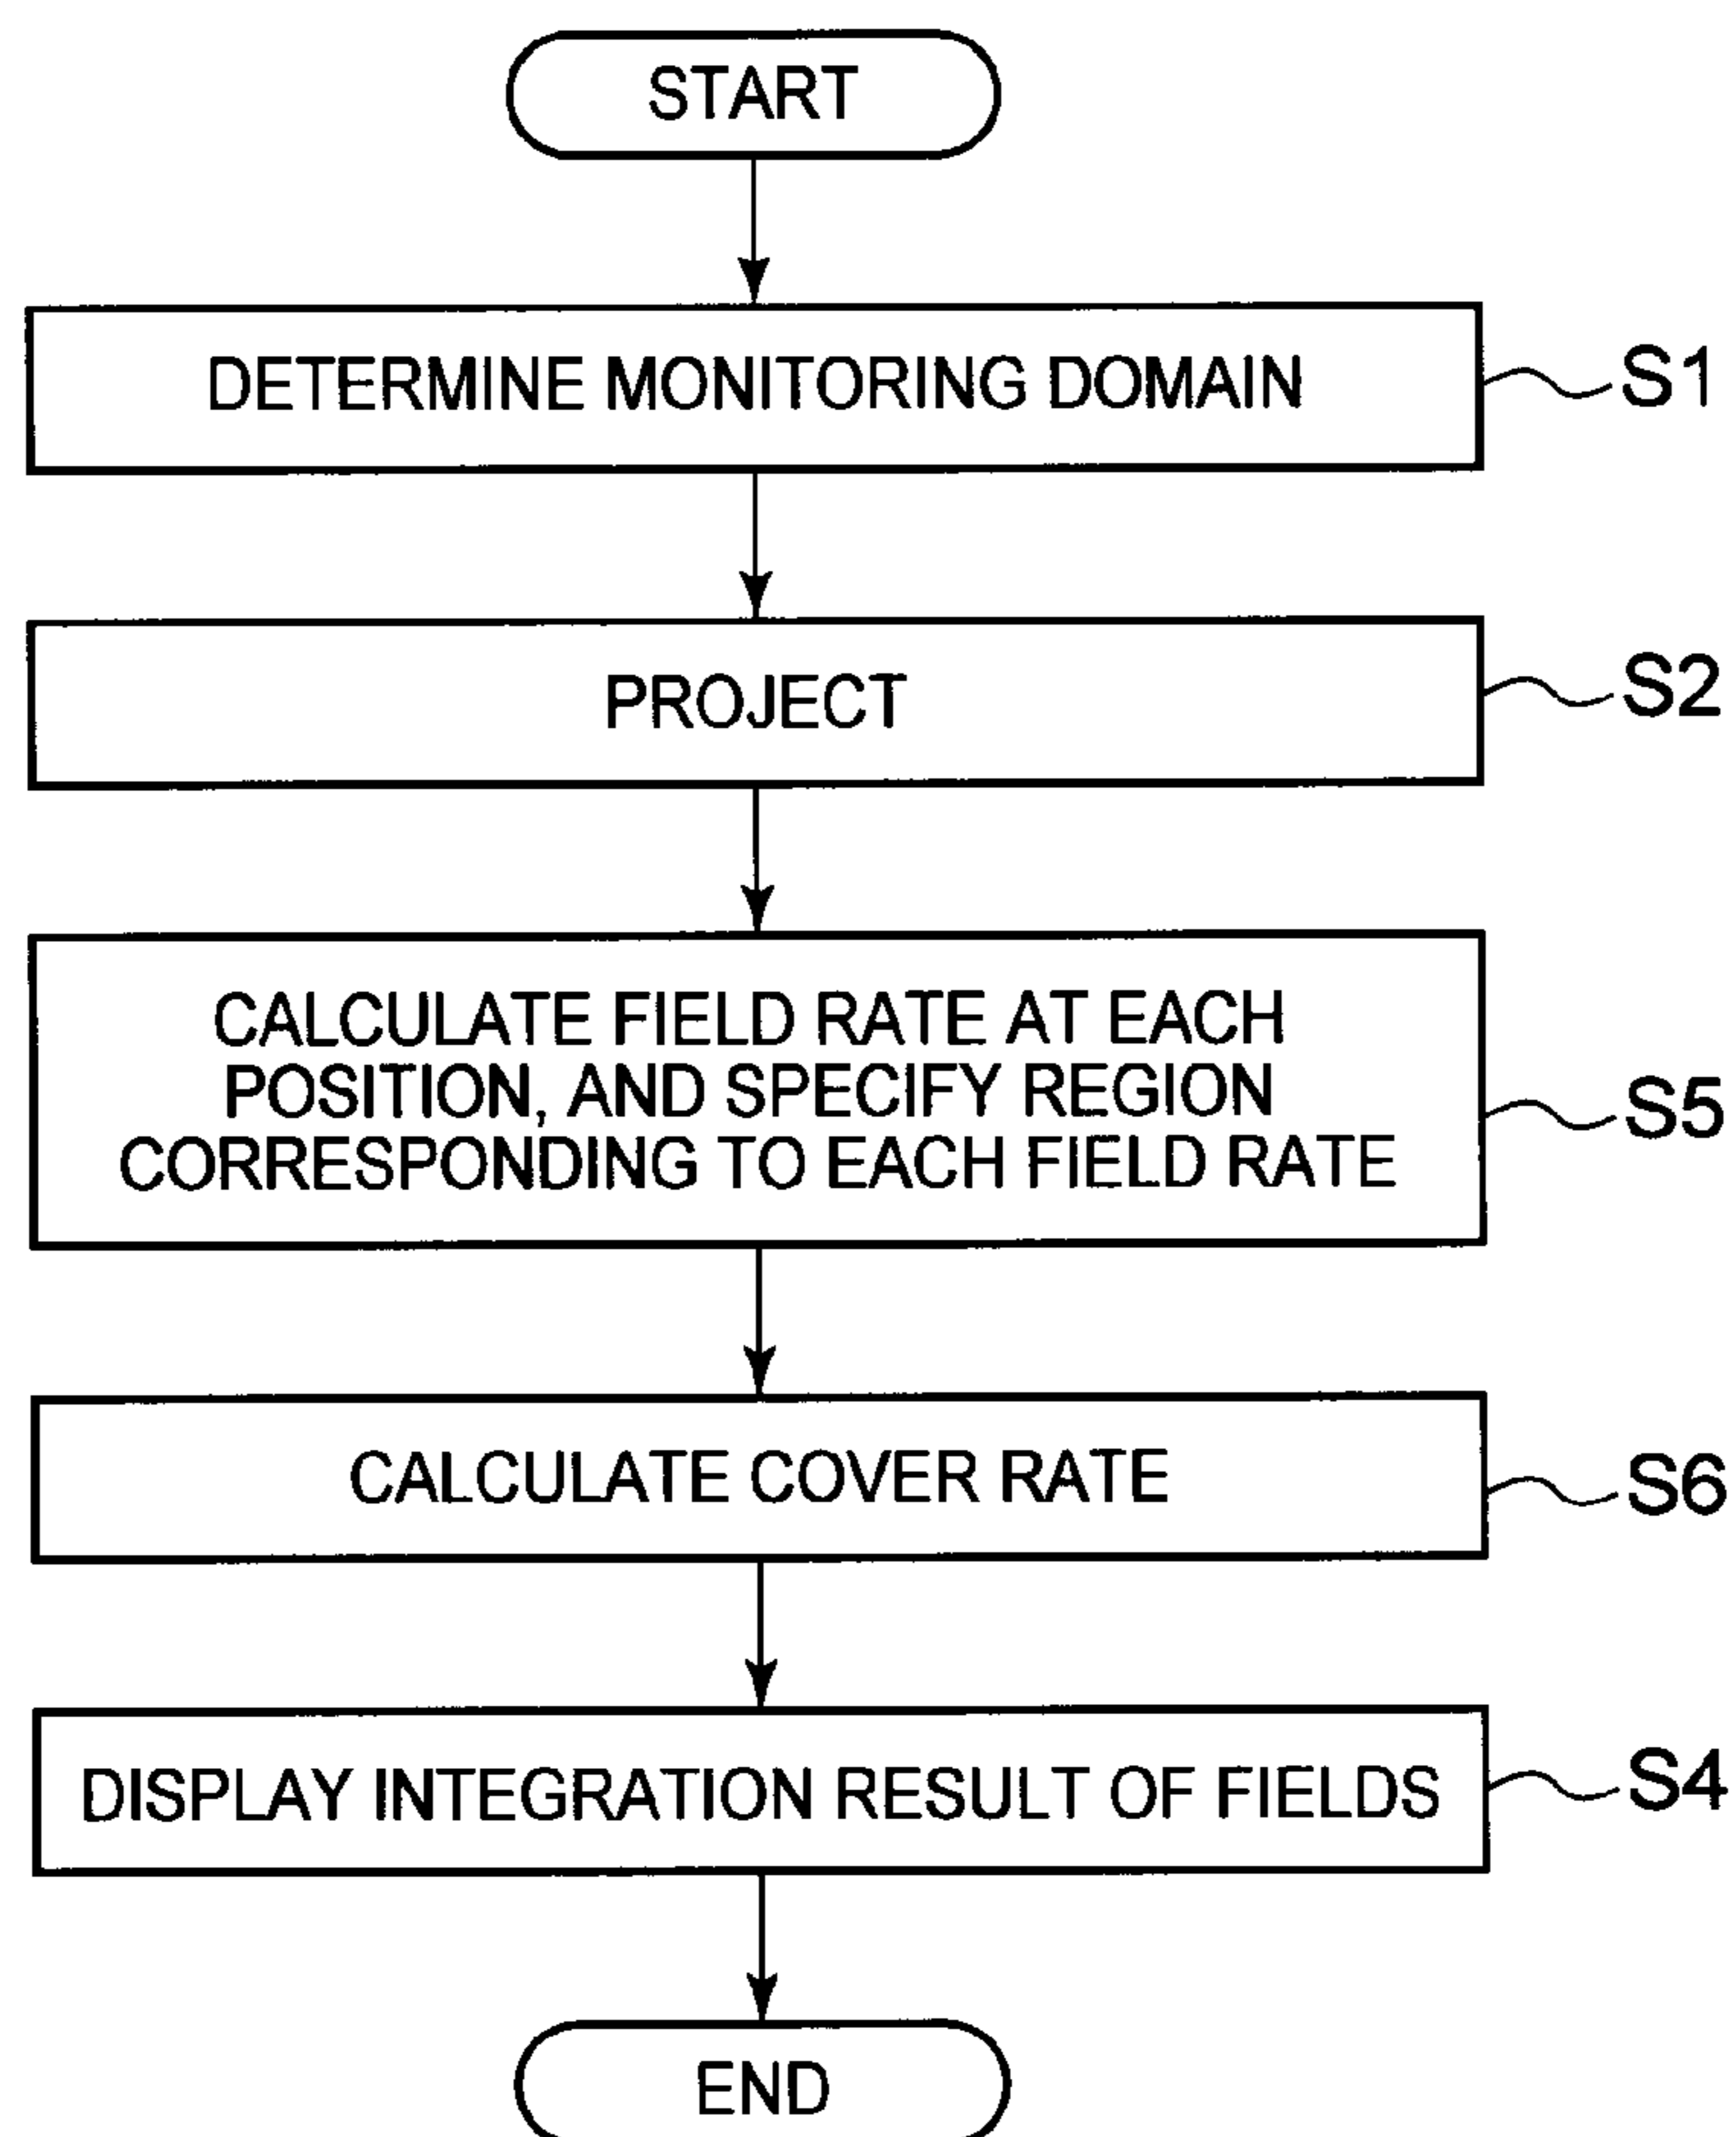 START
DETERMINE MONITORING DOMAIN
S1
PROJECT
S2
CALCULATE FIELD RATE AT EACH
POSITION, AND SPECIFY REGION
CORRESPONDING TO EACH FIELD RATE
S5
CALCULATE COVER RATE
S6
DISPLAY INTEGRATION RESULT OF FIELDS
S4
END